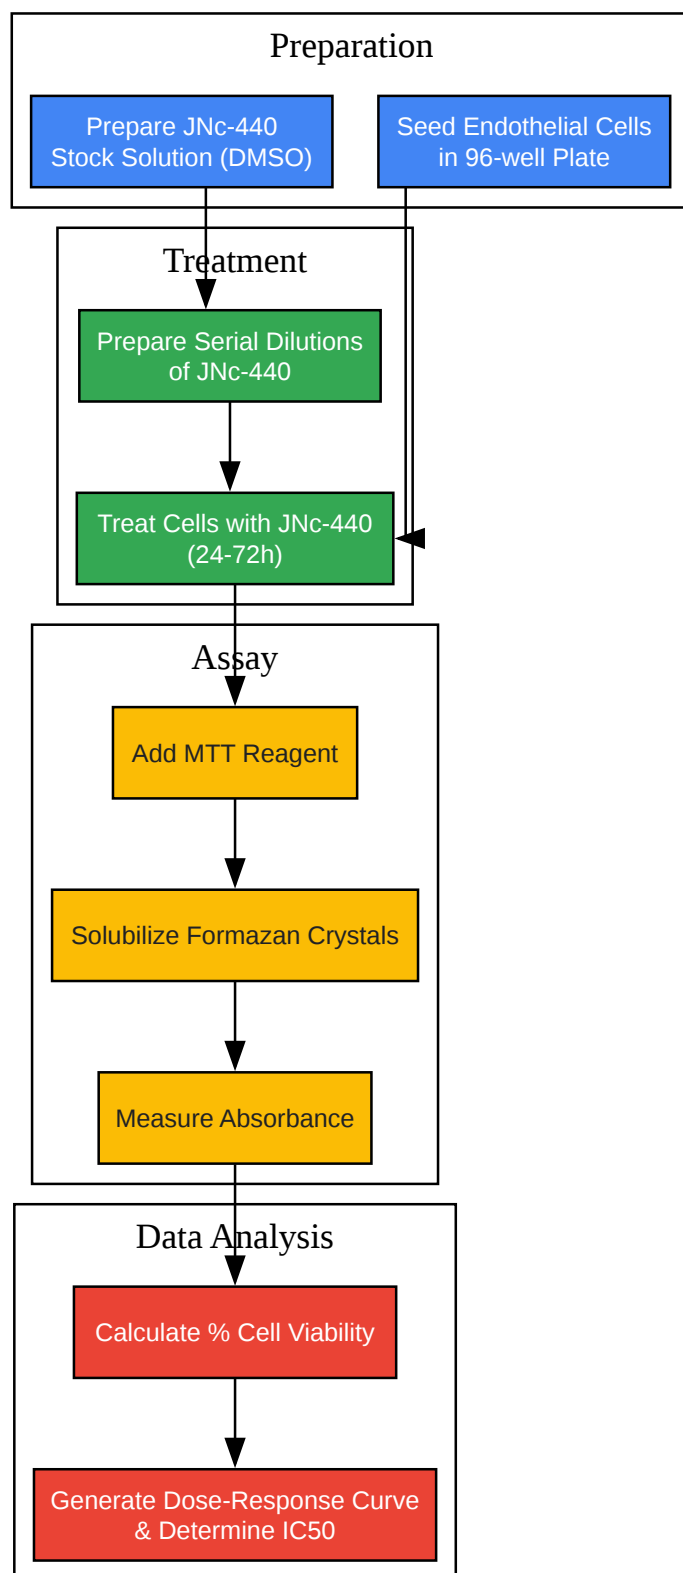 Preparation
Prepare JNc-440
Stock Solution (DMSO)
Seed Endothelial Cells
in 96-well Plate
Treatment
Prepare Serial Dilutions
of JNc-440
Treat Cells with JNc-440
(24-72h)
Assay
Add MTT Reagent
Solubilize Formazan Crystals
Measure Absorbance
Data Analysis
Calculate % Cell Viability
Generate Dose-Response Curve
& Determine IC50